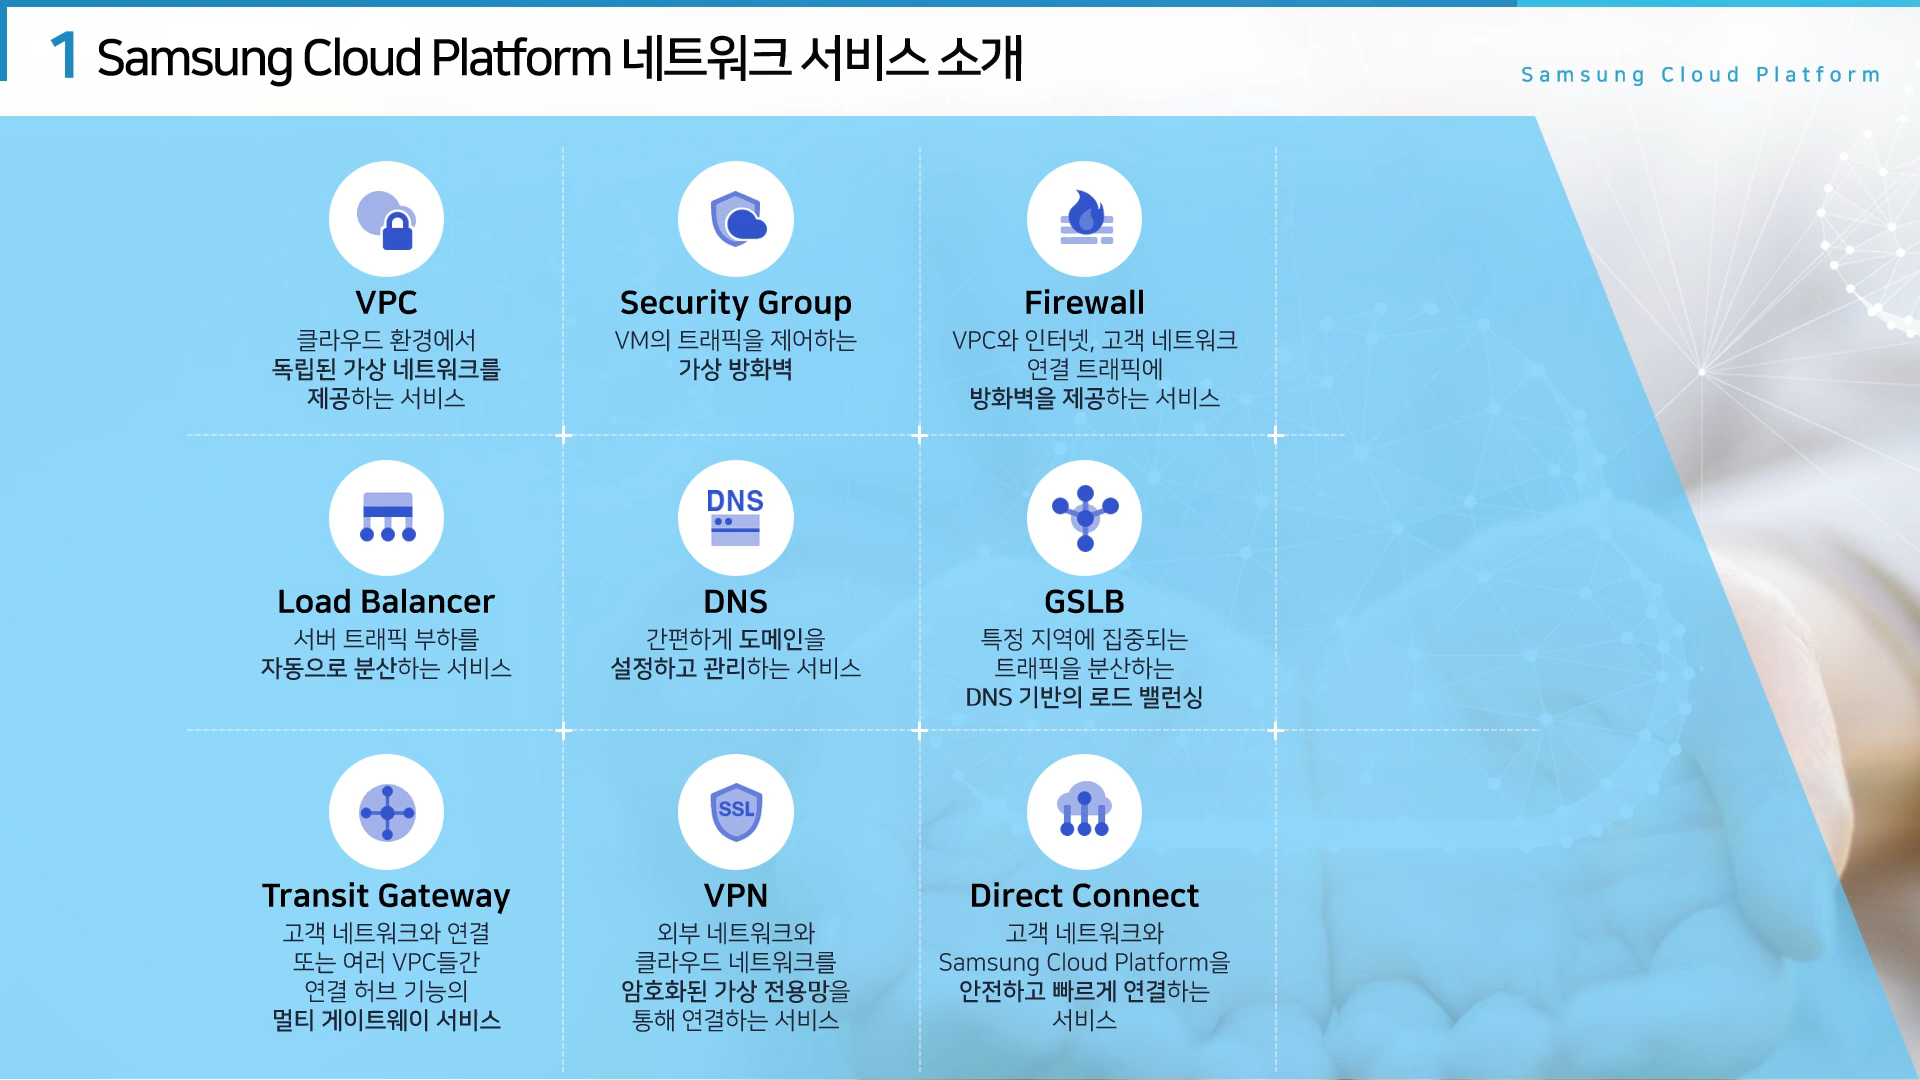 1 Samsung Cloud Platform 네트워크 서비스 소개
Samsung Cloud Platform
VPC
클라우드 환경에서
독립된 가상 네트워크를
제공하는 서비스
Security Group
VM의 트래픽을 제어하는
가상 방화벽
Firewall
VPC와 인터넷, 고객 네트워크
연결 트래픽에
방화벽을 제공하는 서비스
Load Balancer
서버 트래픽 부하를
자동으로 분산하는 서비스
DNS
DNS
간편하게 도메인을
설정하고 관리하는 서비스
GSLB
특정 지역에 집중되는
트래픽을 분산하는
DNS 기반의 로드 밸런싱
Transit Gateway
고객 네트워크와 연결
또는 여러 VPC들간
연결 허브 기능의
멀티 게이트웨이 서비스
SSL
VPN
외부 네트워크와
클라우드 네트워크를
암호화된 가상 전용망을
통해 연결하는 서비스
Direct Connect
고객 네트워크와
Samsung Cloud Platform을
안전하고 빠르게 연결하는
서비스